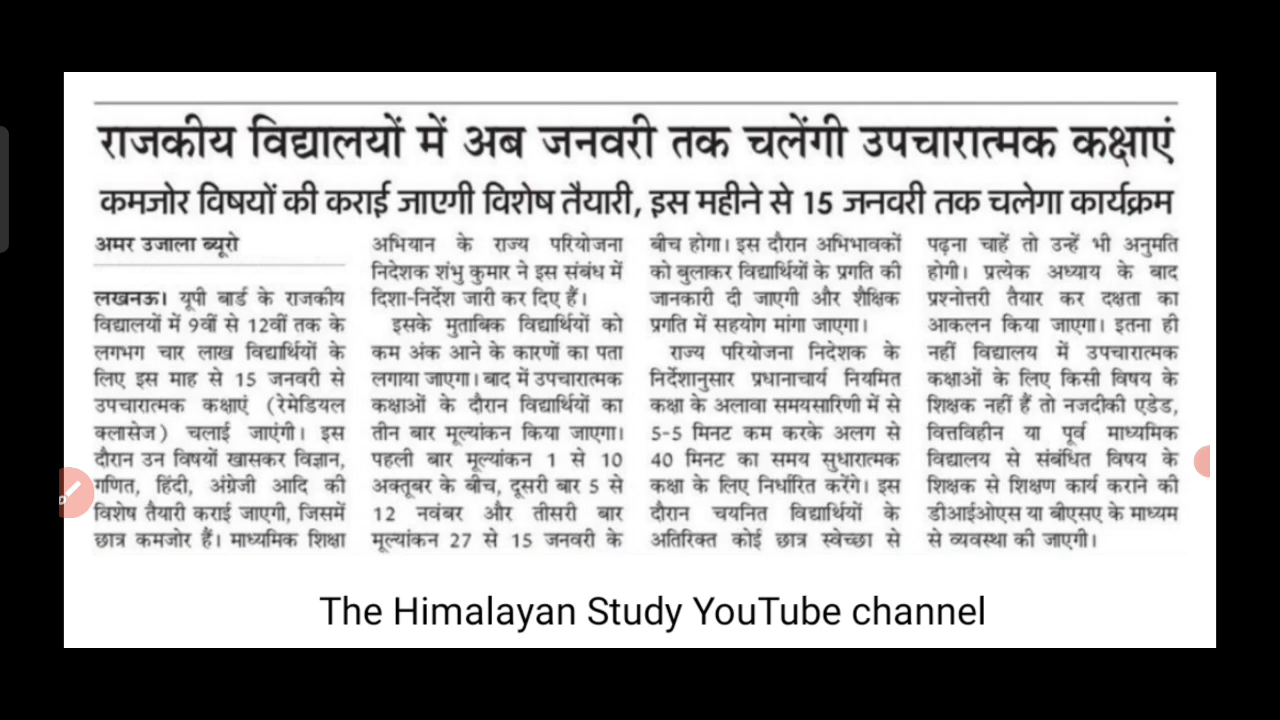 राजकीय विद्यालयों में अब जनवरी तक चलेंगी उपचारात्मक कक्षाएं
कमजोर विषयों की कराई जाएगी विशेष तैयारी, इस महीने से 15 जनवरी तक चलेगा कार्यक्रम
अमर उजाला ब्यूरो
लखनऊ। यूपी बार्ड के राजकीय
विद्यालयों में 9वीं से 12वीं तक के
लगभग चार लाख विद्यार्थियों के
लिए इस माह से 15 जनवरी से
उपचारात्मक कक्षाएं (रेमेडियल
क्लासेज) चलाई जाएंगी। इस
दौरान उन विषयों खासकर विज्ञान,
गणित, हिंदी, अंग्रेजी आदि की
विशेष तैयारी कराई जाएगी, जिसमें
छात्र कमजोर हैं। माध्यमिक शिक्षा
अभियान के राज्य परियोजना
निदेशक शंभु कुमार ने इस संबंध में
दिशा-निर्देश जारी कर दिए हैं।
इसके मुताबिक विद्यार्थियों को
कम अंक आने के कारणों का पता
लगाया जाएगा। बाद में उपचारात्मक
कक्षाओं के दौरान विद्यार्थियों का
तीन बार मूल्यांकन किया जाएगा।
पहली बार मूल्यांकन 1 से 10
अक्तूबर के बीच, दूसरी बार 5 से
12 नवंबर और तीसरी बार
मूल्यांकन 27 से 15 जनवरी के
बीच होगा। इस दौरान अभिभावकों
को बुलाकर विद्यार्थियों के प्रगति की
जानकारी दी जाएगी और शैक्षिक
प्रगति में सहयोग मांगा जाएगा।
राज्य परियोजना निदेशक के
निर्देशानुसार प्रधानाचार्य नियमित
कक्षा के अलावा समयसारिणी में से
5-5 मिनट कम करके अलग से
40 मिनट का समय सुधारात्मक
कक्षा के लिए निर्धारित करेंगे। इस
दौरान चयनित विद्यार्थियों के
अतिरिक्त कोई छात्र स्वेच्छा से
पढ़ना चाहें तो उन्हें भी अनुमति
होगी। प्रत्येक अध्याय के बाद
प्रश्नोत्तरी तैयार कर दक्षता का
आकलन किया जाएगा। इतना ही
नहीं विद्यालय में उपचारात्मक
कक्षाओं के लिए किसी विषय के
शिक्षक नहीं हैं तो नजदीकी एडेड,
वित्तविहीन या पूर्व माध्यमिक
विद्यालय से संबंधित विषय के
शिक्षक से शिक्षण कार्य कराने की
डीआईओएस या बीएसए के माध्यम
से व्यवस्था की जाएगी।
The Himalayan Study YouTube channel